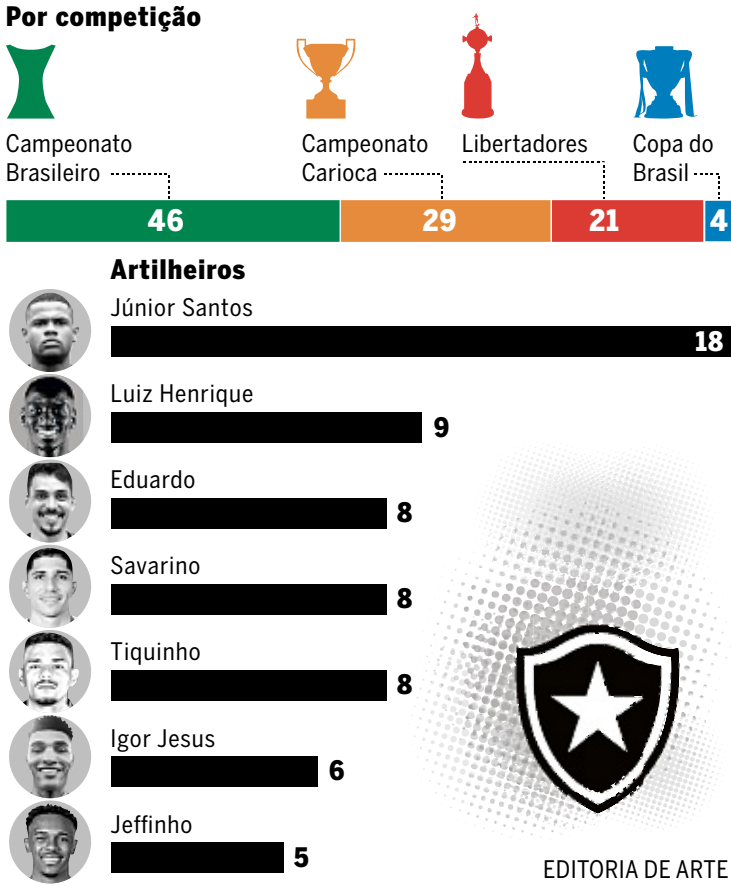 Por competição
Campeonato
Brasileiro
Campeonato
Carioca
Libertadores
Copa do
Brasil
46
29
21
4
Artilheiros
Júnior Santos
18
Luiz Henrique
9
Eduardo
8
Savarino
8
Tiquinho
8
Igor Jesus
6
Jeffinho
5
EDITORIA DE ARTE